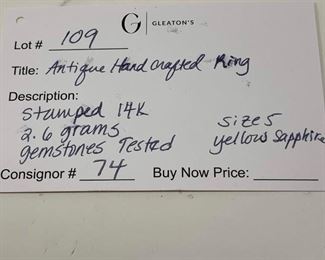 G | GLEATON'S
Lot # 109
Title: Antique Handcrafted Ring
Description:
Stamped 14K
2.6 grams size 5
gemstones Tested yellow Sapphire
Consignor # 74 Buy Now Price: